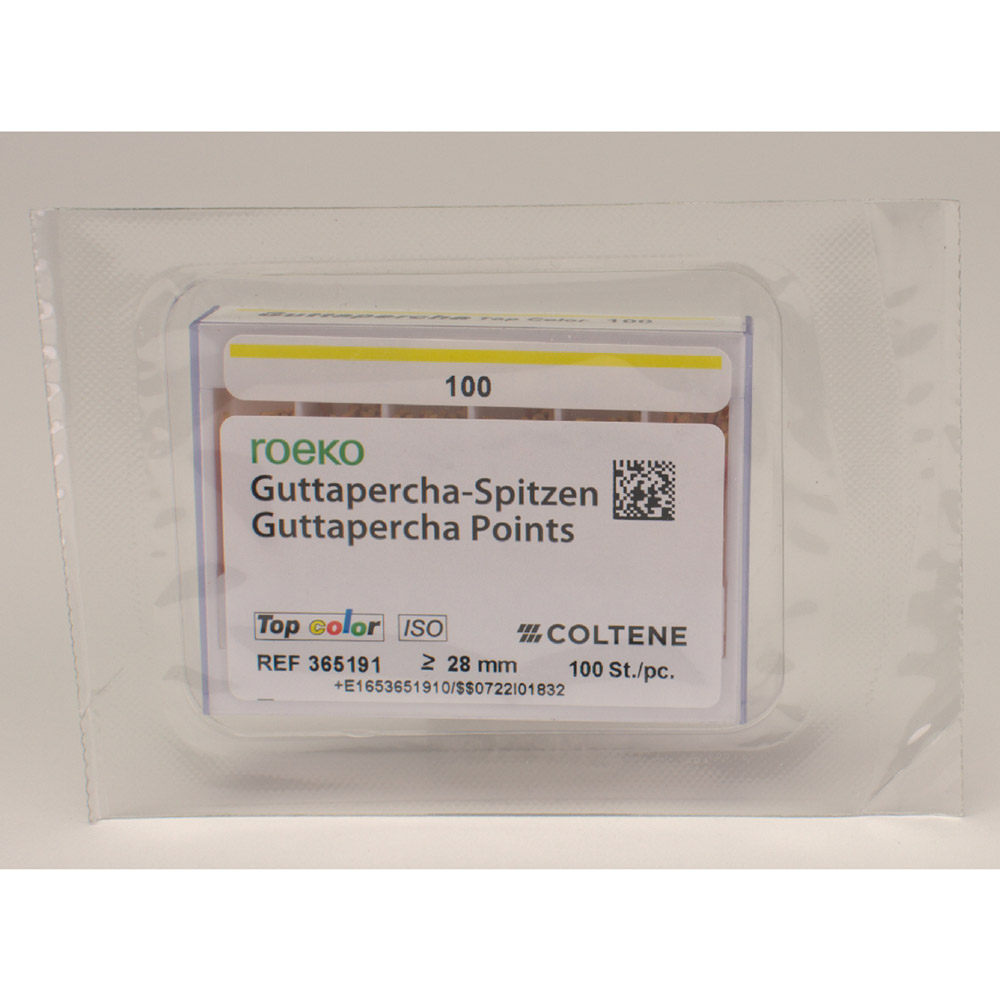 Guttapercha Top Color 100
100
roeko
Guttapercha-Spitzen
Guttapercha Points
Top color ISO COLTENE
REF 365191 ≥ 28 mm 100 St./pc.
+E1653651910/$$0722I01832